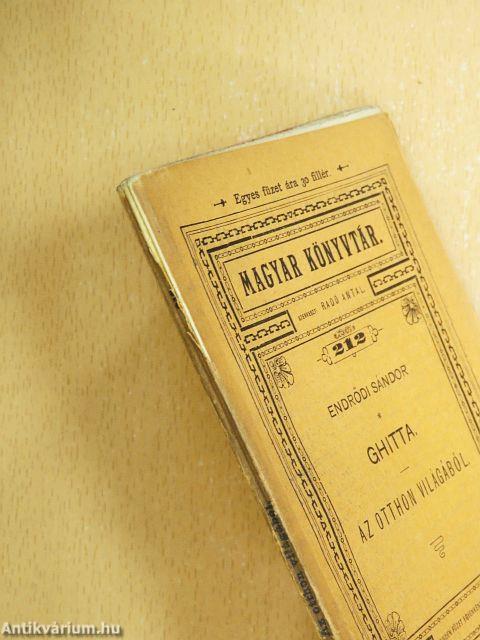 Egyes füzet ára 30 fillér.
MAGYAR KÖNYVTÁR.
SZERKESZTI RADÓ ANTAL
212
ENDRŐDI SÁNDOR
GHITTA.
AZ OTTHON VILÁGÁBÓL
Antikvárium.hu